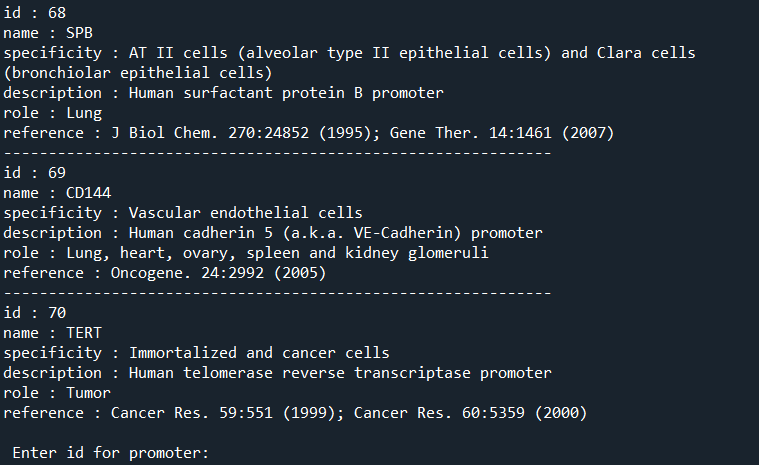 id : 68
name : SPB
specificity : AT II cells (alveolar type II epithelial cells) and Clara cells
(bronchiolar epithelial cells)
description : Human surfactant protein B promoter
role : Lung
reference : J Biol Chem. 270:24852 (1995); Gene Ther. 14:1461 (2007)
-------------------------------------------------------------
id : 69
name : CD144
specificity : Vascular endothelial cells
description : Human cadherin 5 (a.k.a. VE-Cadherin) promoter
role : Lung, heart, ovary, spleen and kidney glomeruli
reference : Oncogene. 24:2992 (2005)
-------------------------------------------------------------
id : 70
name : TERT
specificity : Immortalized and cancer cells
description : Human telomerase reverse transcriptase promoter
role : Tumor
reference : Cancer Res. 59:551 (1999); Cancer Res. 60:5359 (2000)
Enter id for promoter: